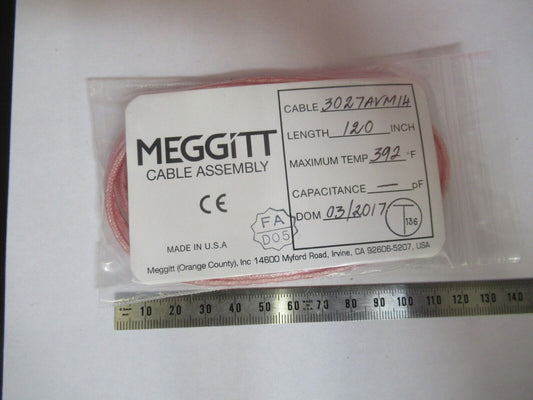 MEGGiTT
CABLE ASSEMBLY
CE
MADE IN U.S.A
FA
D05
CABLE 3027AVM14
LENGTH 120 INCH
MAXIMUM TEMP 392 °F
CAPACITANCE — pF
DOM 03/2017
T 136
Meggitt (Orange County), Inc 14600 Myford Road, Irvine, CA 92606-5207, USA
10 20 30 40 50 60 70 80 90 100 110 120 130 140